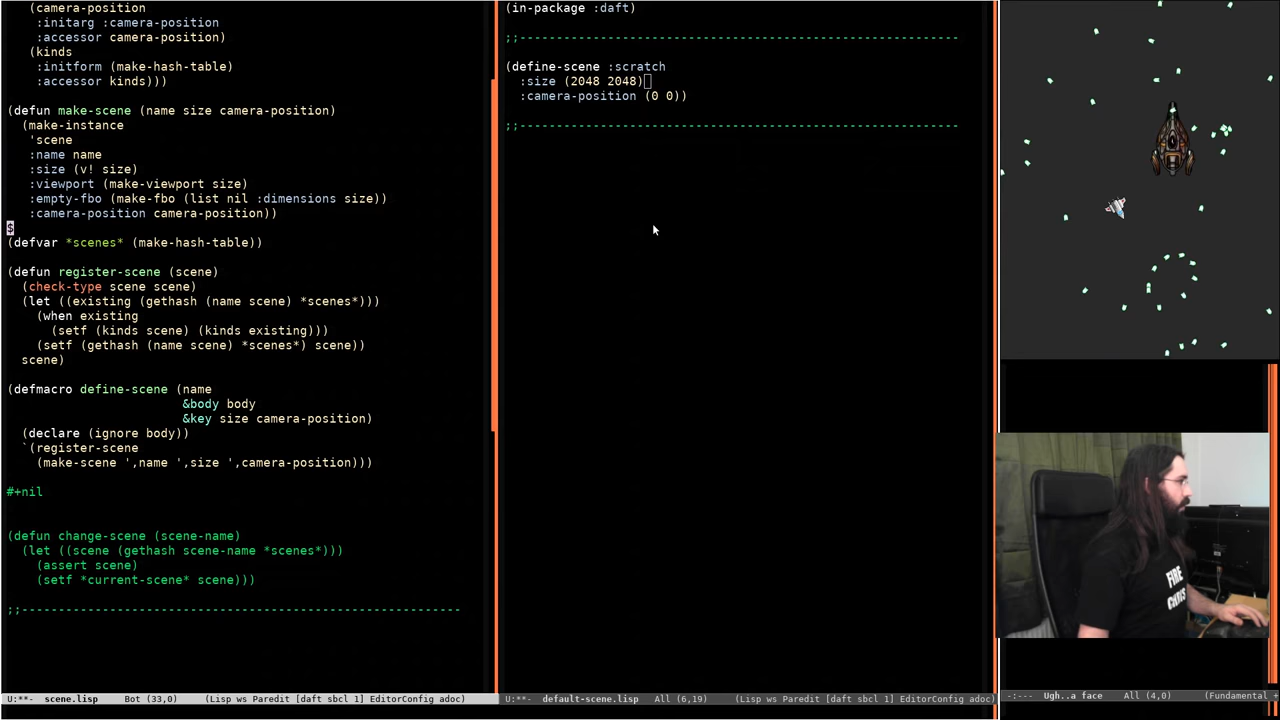 (camera-position
:initarg :camera-position
:accessor camera-position)
(kinds
:initform (make-hash-table)
:accessor kinds)))
(defun make-scene (name size camera-position)
(make-instance
'scene
:name name
:size (v! size)
:viewport (make-viewport size)
:empty-fbo (make-fbo (list nil :dimensions size))
:camera-position camera-position))
$
(defvar *scenes* (make-hash-table))
(defun register-scene (scene)
(check-type scene scene)
(let ((existing (gethash (name scene) *scenes*)))
(when existing
(setf (kinds scene) (kinds existing)))
(setf (gethash (name scene) *scenes*) scene))
scene)
(defmacro define-scene (name
&body body
&key size camera-position)
(declare (ignore body))
`(register-scene
(make-scene ',name ',size ',camera-position)))
#+nil
(defun change-scene (scene-name)
(let ((scene (gethash scene-name *scenes*)))
(assert scene)
(setf *current-scene* scene)))
;;------------------------------------------------------------
U:**-  scene.lisp  Bot (33,0)  (Lisp ws Paredit [daft sbcl 1] EditorConfig adoc)
(in-package :daft)
;;------------------------------------------------------------
(define-scene :scratch
:size (2048 2048)
:camera-position (0 0))
;;------------------------------------------------------------
U:**-  default-scene.lisp  All (6,19)  (Lisp ws Paredit [daft sbcl 1] EditorConfig adoc)
FIRE
CHRIS
-:---  Ugh..a face  All (4,0)  (Fundamental +